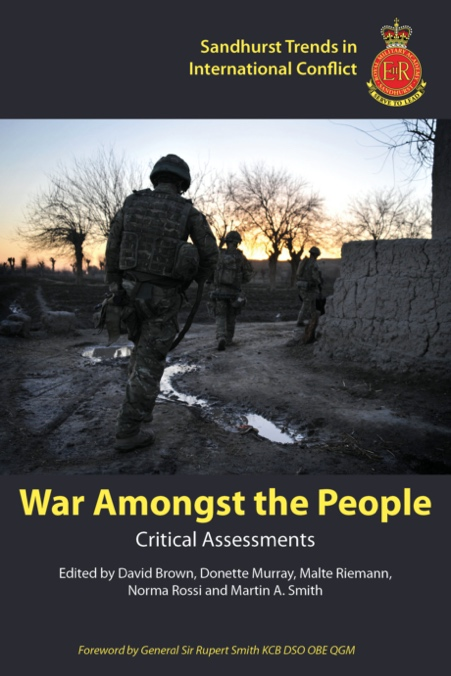 Sandhurst Trends in
International Conflict
ROYAL MILITARY ACADEMY
SANDHURST
EIIR
SERVE TO LEAD
War Amongst the People
Critical Assessments
Edited by David Brown, Donette Murray, Malte Riemann,
Norma Rossi and Martin A. Smith
Foreword by General Sir Rupert Smith KCB DSO OBE QGM